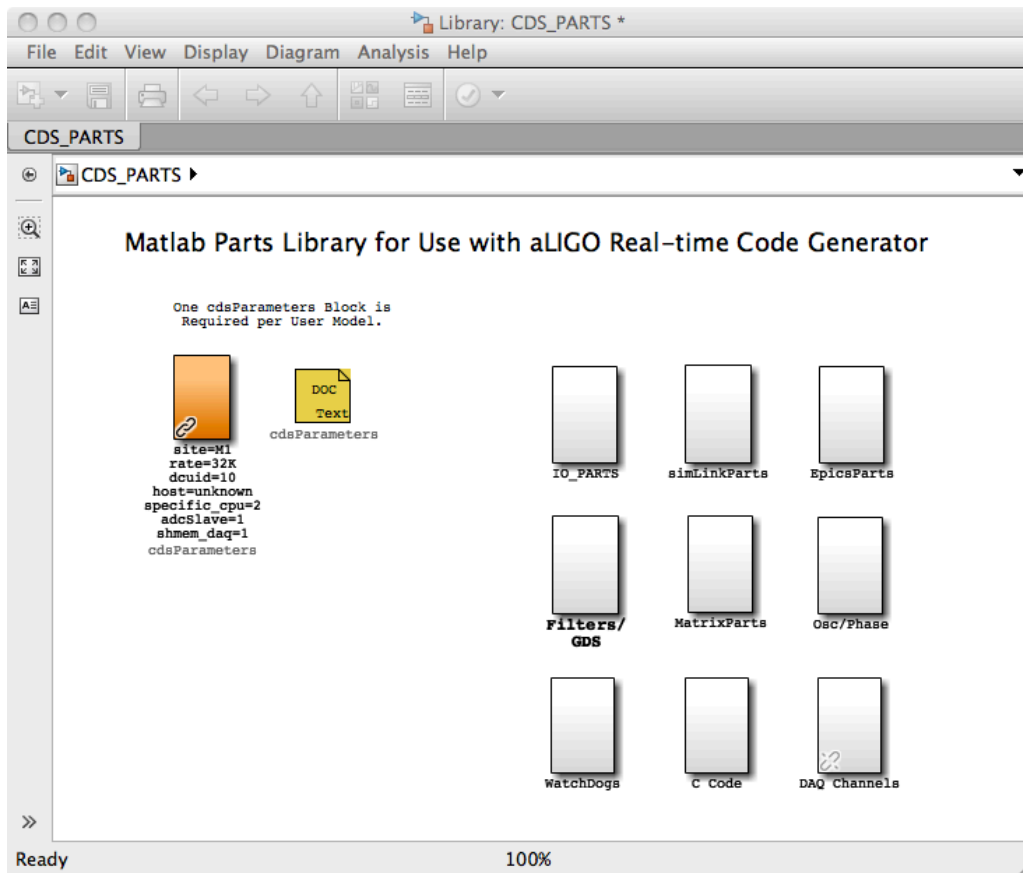 Library: CDS_PARTS *
File Edit View Display Diagram Analysis Help
CDS_PARTS
CDS_PARTS
Matlab Parts Library for Use with aLIGO Real-time Code Generator
One cdsParameters Block is
Required per User Model.
DOC
Text
cdsParameters
site=M1
rate=32K
dcuid=10
host=unknown
specific_cpu=2
adcSlave=1
shmem_daq=1
cdsParameters
IO_PARTS simLinkParts EpicsParts
Filters/
GDS
MatrixParts Osc/Phase
WatchDogs C Code DAQ Channels
Ready 100%